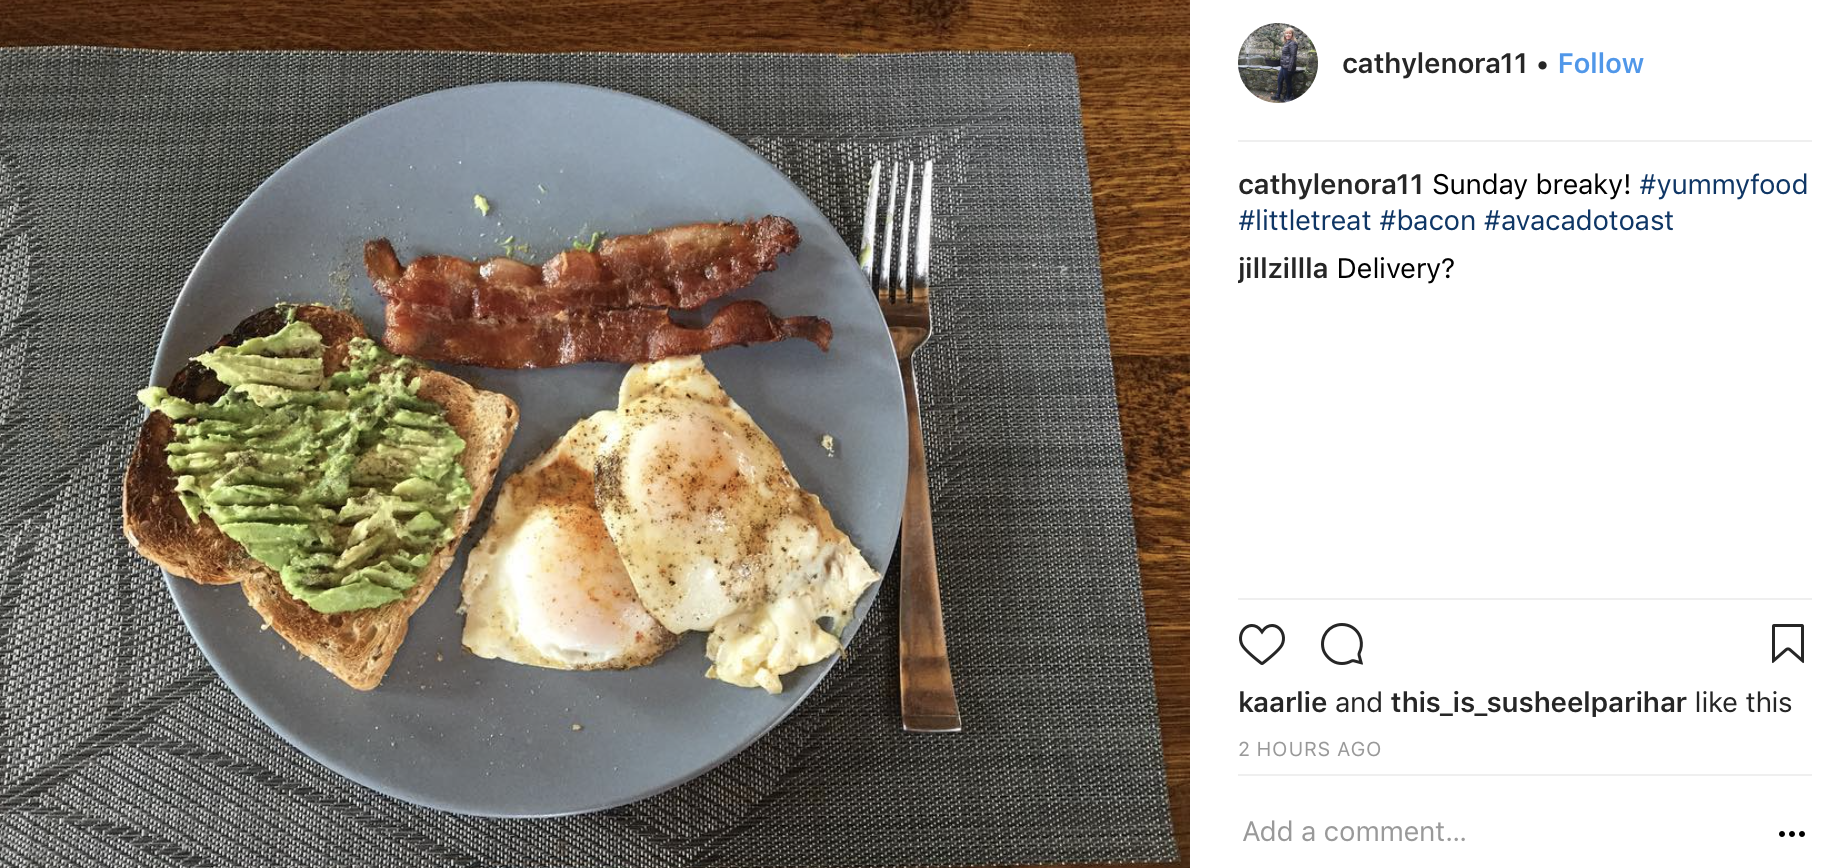 cathylenora11 • Follow
cathylenora11 Sunday breaky! #yummyfood
#littletreat #bacon #avacadotoast
jillzillla Delivery?
kaarlie and this_is_susheelparihar like this
2 HOURS AGO
Add a comment...